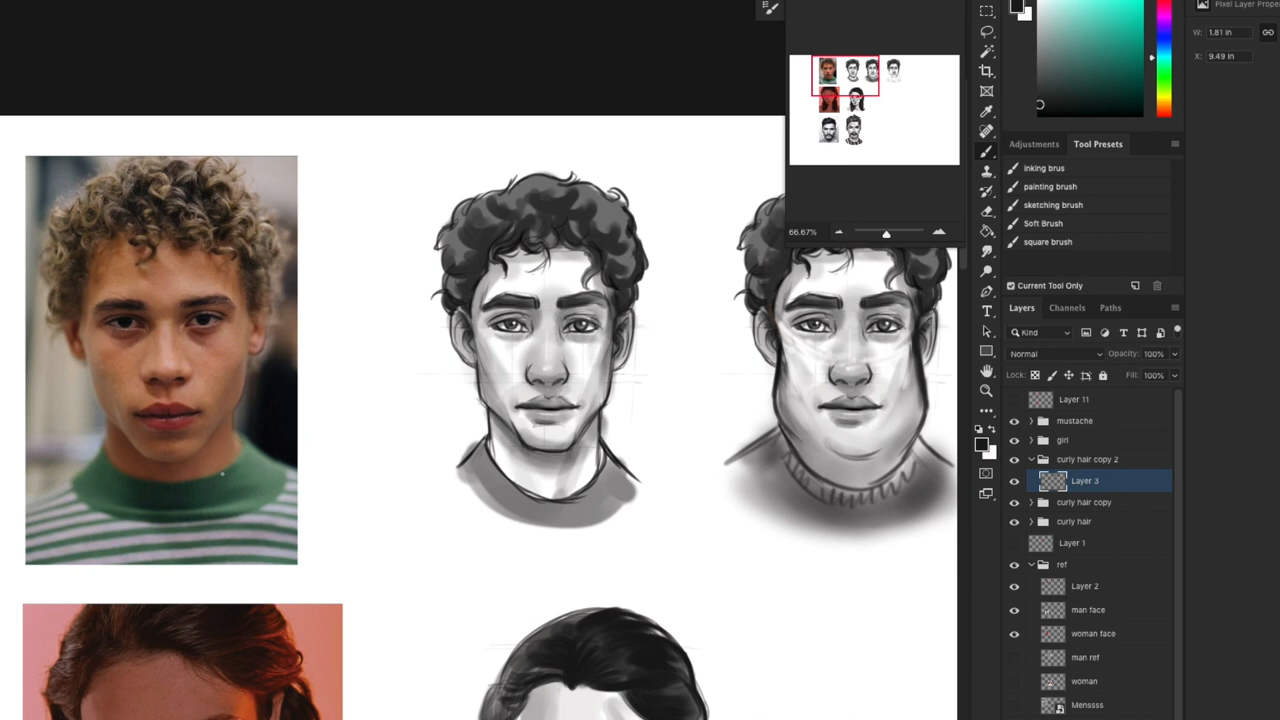 Pixel Layer Prope
W: 1.81 in
X: 9.49 in
Adjustments Tool Presets
inking brus
painting brush
sketching brush
Soft Brush
square brush
66.67%
Current Tool Only
Layers Channels Paths
Kind
Normal Opacity: 100%
Lock: Fill: 100%
Layer 11
mustache
girl
curly hair copy 2
Layer 3
curly hair copy
curly hair
Layer 1
ref
Layer 2
man face
woman face
man ref
woman
Menssss